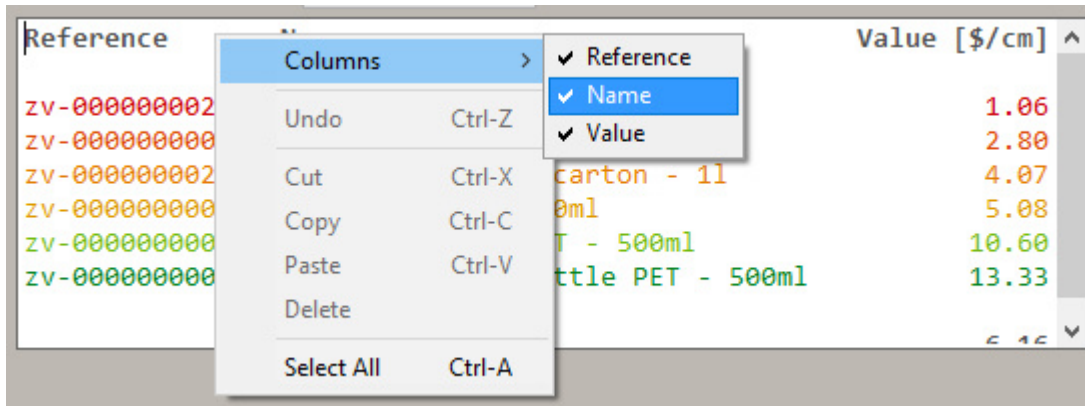 Reference Value [$/cm]
Columns > Reference
Name
Value
Undo Ctrl-Z
Cut Ctrl-X
Copy Ctrl-C
Paste Ctrl-V
Delete
Select All Ctrl-A
zv-000000002 1.06
zv-000000000 2.80
zv-000000002 carton - 1l 4.07
zv-000000000 0ml 5.08
zv-000000000 T - 500ml 10.60
zv-000000000 ttle PET - 500ml 13.33